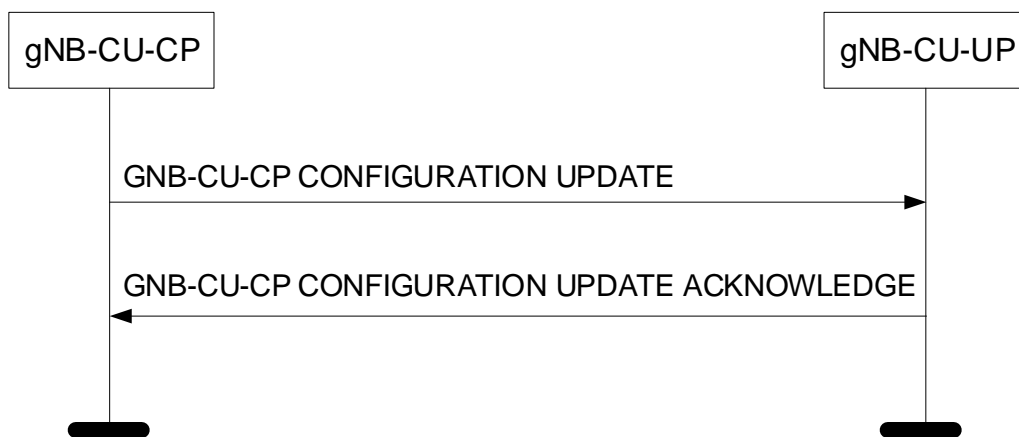 gNB-CU-CP
gNB-CU-UP
GNB-CU-CP CONFIGURATION UPDATE
GNB-CU-CP CONFIGURATION UPDATE ACKNOWLEDGE